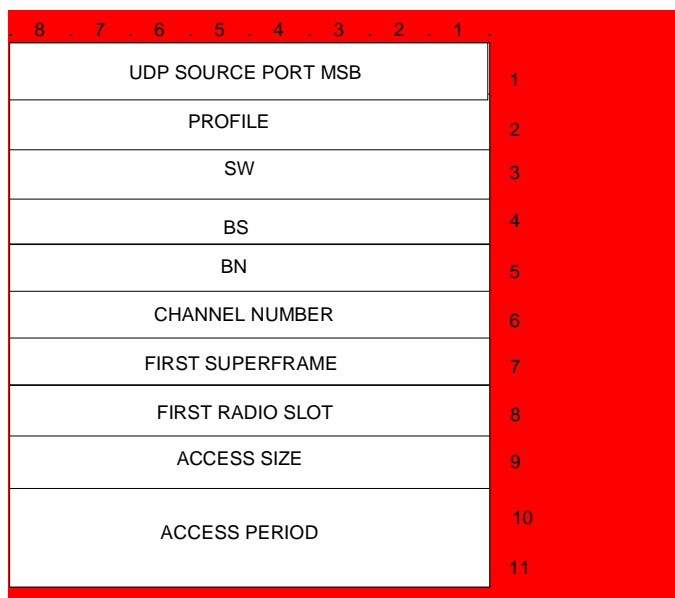 . 8 . 7 . 6 . 5 . 4 . 3 . 2 . 1 .
UDP SOURCE PORT MSB 1
PROFILE 2
SW 3
BS 4
BN 5
CHANNEL NUMBER 6
FIRST SUPERFRAME 7
FIRST RADIO SLOT 8
ACCESS SIZE 9
10
ACCESS PERIOD
11